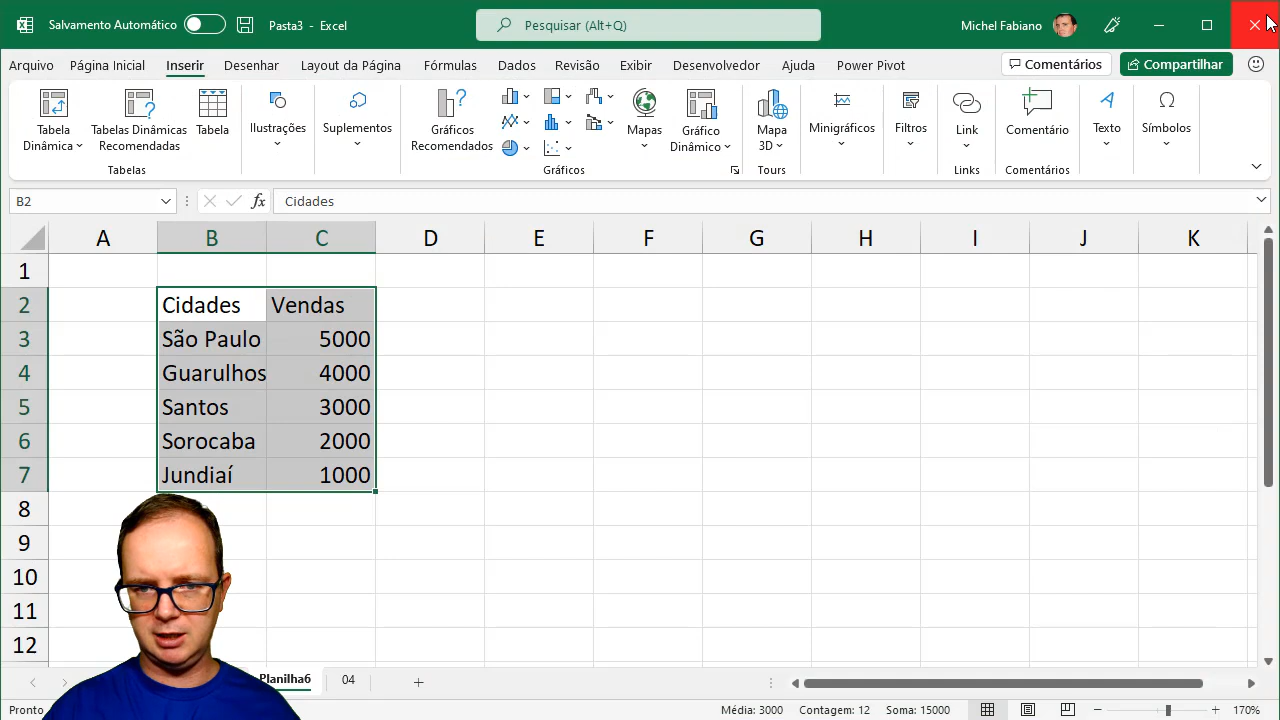 Salvamento Automático
Pasta3 - Excel
Pesquisar (Alt+Q)
Michel Fabiano
Arquivo Página Inicial Inserir Desenhar Layout da Página Fórmulas Dados Revisão Exibir Desenvolvedor Ajuda Power Pivot Comentários Compartilhar
Tabela Dinâmica
Tabelas Dinâmicas Recomendadas
Tabela
Ilustrações
Suplementos
Gráficos Recomendados
Mapas
Gráfico Dinâmico
Mapa 3D
Minigráficos
Filtros
Link
Comentário
Texto
Símbolos
Tabelas Gráficos Tours Links Comentários
B2 fx Cidades
A B C D E F G H I J K
1
2 Cidades Vendas
3 São Paulo 5000
4 Guarulhos 4000
5 Santos 3000
6 Sorocaba 2000
7 Jundiaí 1000
8
9
10
11
12
Planilha6 04
Pronto Média: 3000 Contagem: 12 Soma: 15000 170%